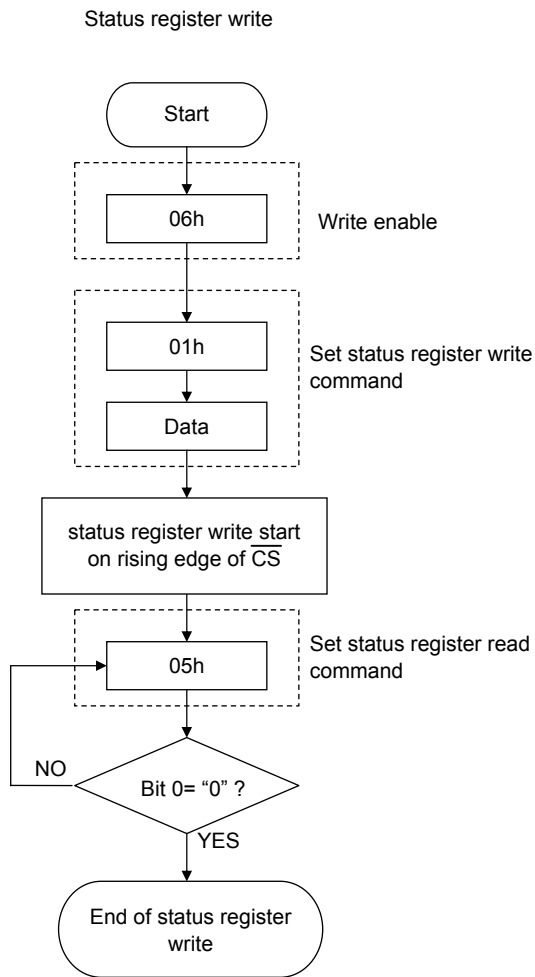 Status register write
Start
06h
Write enable
01h
Set status register write
command
Data
status register write start
on rising edge of C̅S̅
05h
Set status register read
command
NO
Bit 0= “0” ?
YES
End of status register
write